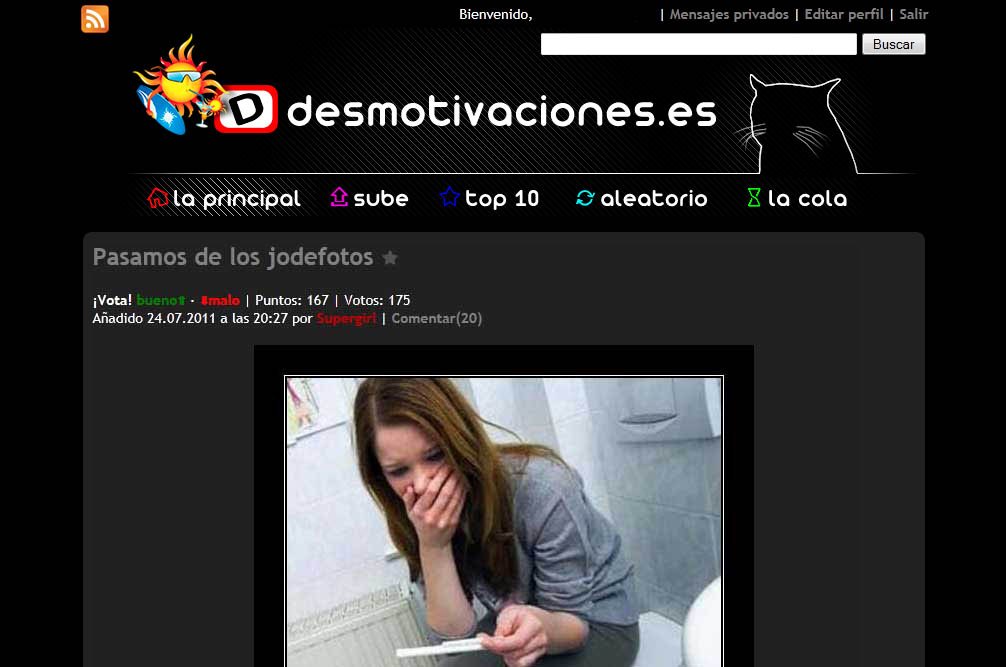 Bienvenido, | Mensajes privados | Editar perfil | Salir
Buscar
D desmotivaciones.es
la principal sube top 10 aleatorio la cola
Pasamos de los jodefotos
¡Vota! bueno · malo | Puntos: 167 | Votos: 175
Añadido 24.07.2011 a las 20:27 por Supergirl | Comentar(20)